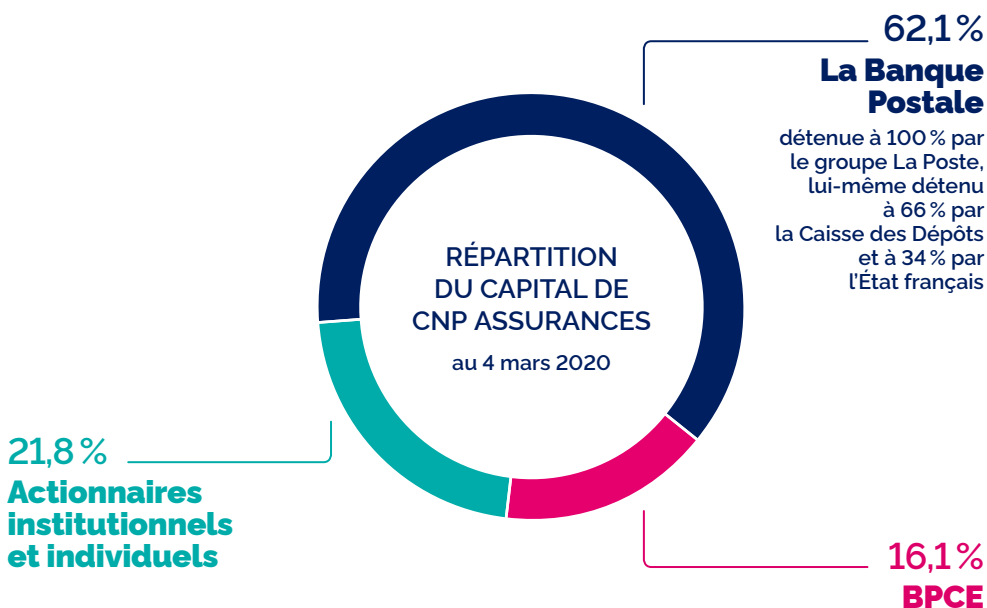 62,1 %
La Banque
Postale
détenue à 100 % par
le groupe La Poste,
lui-même détenu
à 66 % par
la Caisse des Dépôts
et à 34 % par
l'État français
RÉPARTITION
DU CAPITAL DE
CNP ASSURANCES
au 4 mars 2020
21,8 %
Actionnaires
institutionnels
et individuels
16,1 %
BPCE